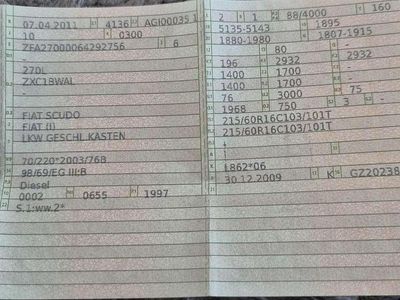 07.04.2011 4136 AGI00035 1
10 0300
ZFA27000064292756 6
-
270L
ZXC1BWAL
-
FIAT SCUDO
FIAT (I)
LKW GESCHL.KASTEN
70/220*2003/76B
98/69/EG III;B
Diesel
0002 0655 1997
S.1:ww.2*
2 1 88/4000 160
5135-5143 1895
1880-1980 1807-1915
- 80 -
196 2932 2932
1400 1700 -
1400 1700 -
76 3000 75
1968 750 3 -
215/60R16C103/101T
215/60R16C103/101T
-
L862*06
30.12.2009 K GZ20238